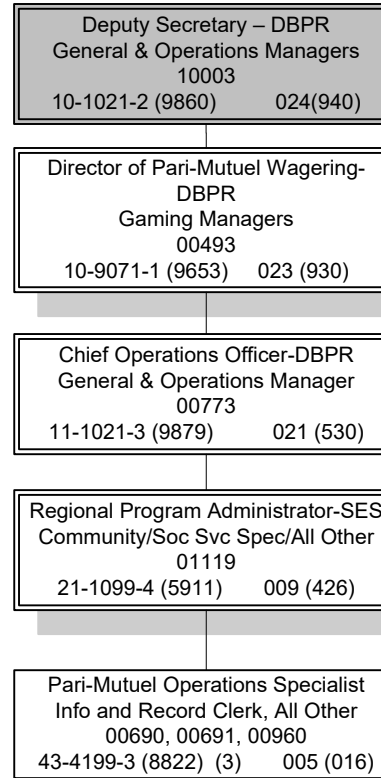 Deputy Secretary – DBPR
General & Operations Managers
10003
10-1021-2 (9860) 024(940)
Director of Pari-Mutuel Wagering-
DBPR
Gaming Managers
00493
10-9071-1 (9653) 023 (930)
Chief Operations Officer-DBPR
General & Operations Manager
00773
11-1021-3 (9879) 021 (530)
Regional Program Administrator-SES
Community/Soc Svc Spec/All Other
01119
21-1099-4 (5911) 009 (426)
Pari-Mutuel Operations Specialist
Info and Record Clerk, All Other
00690, 00691, 00960
43-4199-3 (8822) (3) 005 (016)